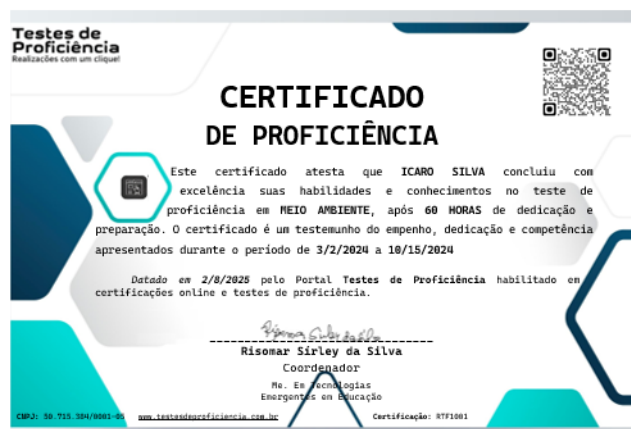 Testes de
Proficiência
Realizações com um clique!
CERTIFICADO
DE PROFICIÊNCIA
Este certificado atesta que ICARO SILVA concluiu com
excelência suas habilidades e conhecimentos no teste de
proficiência em MEIO AMBIENTE, após 60 HORAS de dedicação e
preparação. O certificado é um testemunho do empenho, dedicação e competência
apresentados durante o período de 3/2/2024 a 10/15/2024
Datado em 2/8/2025 pelo Portal Testes de Proficiência habilitado em
certificações online e testes de proficiência.
Risomar Sírley da Silva
Coordenador
Me. Em Tecnologias
Emergentes em Educação
CNPJ: 50.715.384/0001-05 www.testesdeproficiencia.com.br Certificação: RTF1001